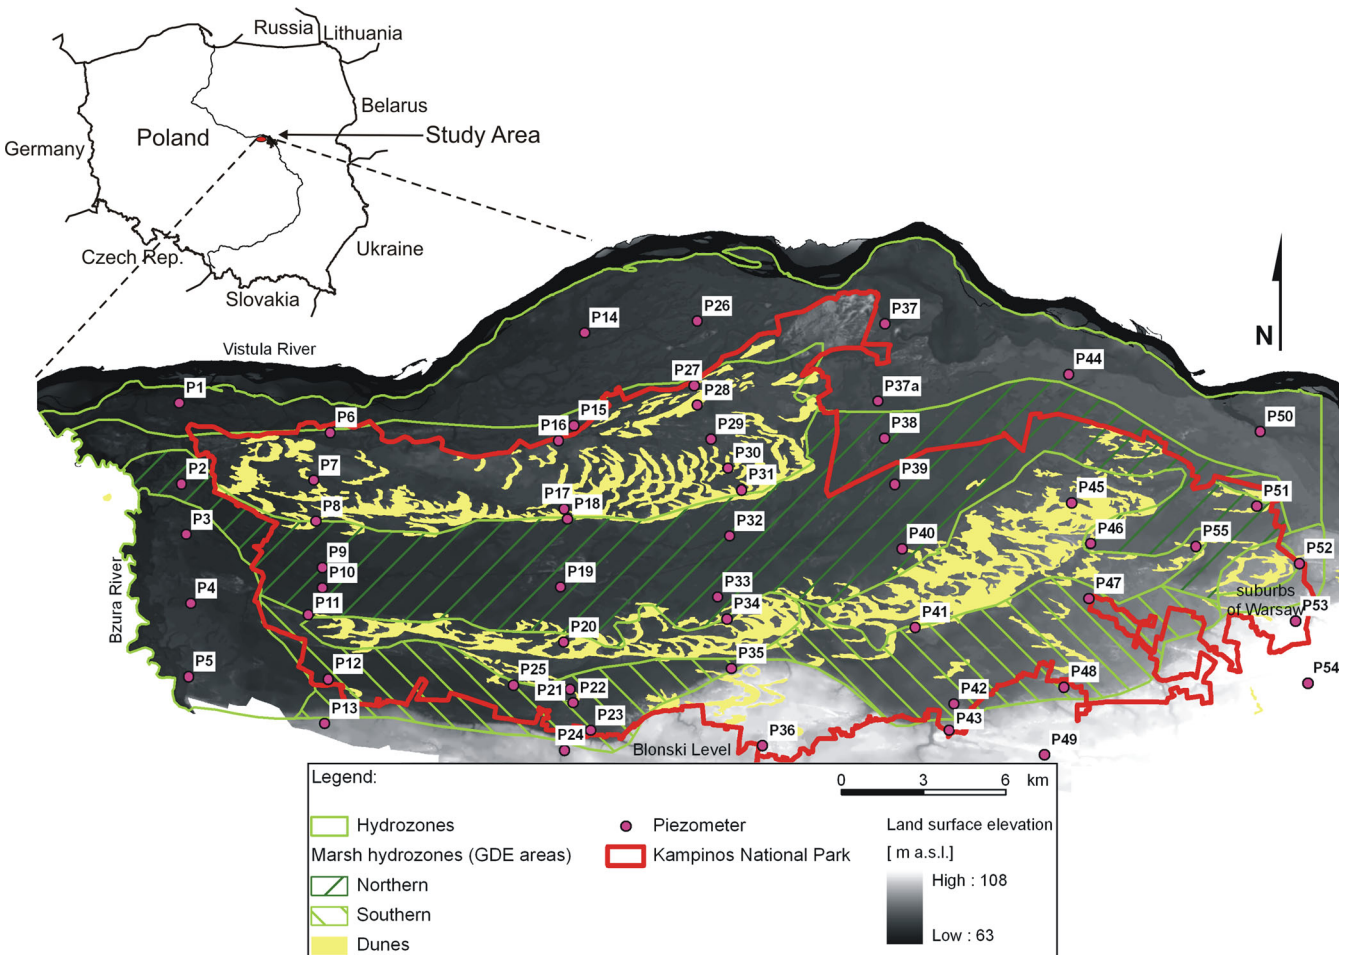 Russia
Lithuania
Belarus
Poland
Study Area
Germany
Ukraine
Czech Rep.
Slovakia
Vistula River
N
P26
P14
P37
P44
P27
P1
P28
P37a
P15
P6
P50
P16
P29
P38
P30
P2
P7
P31
P39
P17
P45
P51
P18
P8
P3
P32
P46
P55
P40
P52
P9
P10
P19
P33
P47
suburbs
of Warsaw
P4
P11
P34
P41
P53
Bzura River
P20
P35
P12
P5
P25
P21
P22
P48
P54
P42
P13
P23
P43
P24
P36
Blonski Level
P49
Legend:
0 3 6 km
Hydrozones
Piezometer
Land surface elevation
Marsh hydrozones (GDE areas)
Kampinos National Park
[ m a.s.l.]
Northern
High : 108
Southern
Low : 63
Dunes